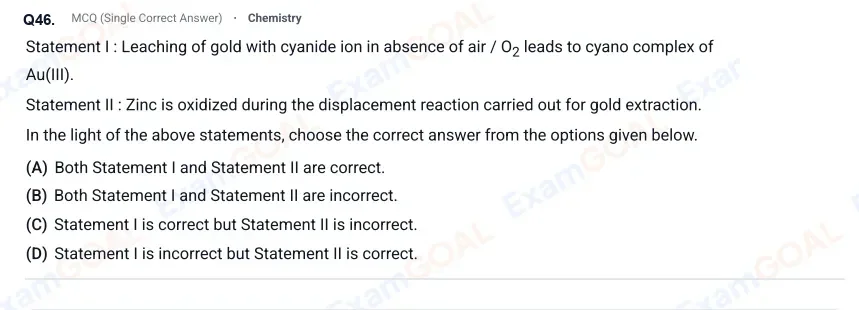 Q46. MCQ (Single Correct Answer) · Chemistry
Statement I : Leaching of gold with cyanide ion in absence of air / O₂ leads to cyano complex of
Au(III).
Statement II : Zinc is oxidized during the displacement reaction carried out for gold extraction.
In the light of the above statements, choose the correct answer from the options given below.
(A) Both Statement I and Statement II are correct.
(B) Both Statement I and Statement II are incorrect.
(C) Statement I is correct but Statement II is incorrect.
(D) Statement I is incorrect but Statement II is correct.
ExamGOAL